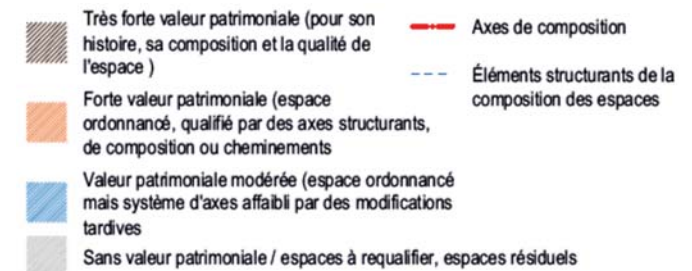 Très forte valeur patrimoniale (pour son
histoire, sa composition et la qualité de
l'espace )
Forte valeur patrimoniale (espace
ordonnancé, qualifié par des axes structurants,
de composition ou cheminements
Valeur patrimoniale modérée (espace ordonnancé
mais système d'axes affaibli par des modifications
tardives
Sans valeur patrimoniale / espaces à requalifier, espaces résiduels
Axes de composition
Éléments structurants de la
composition des espaces